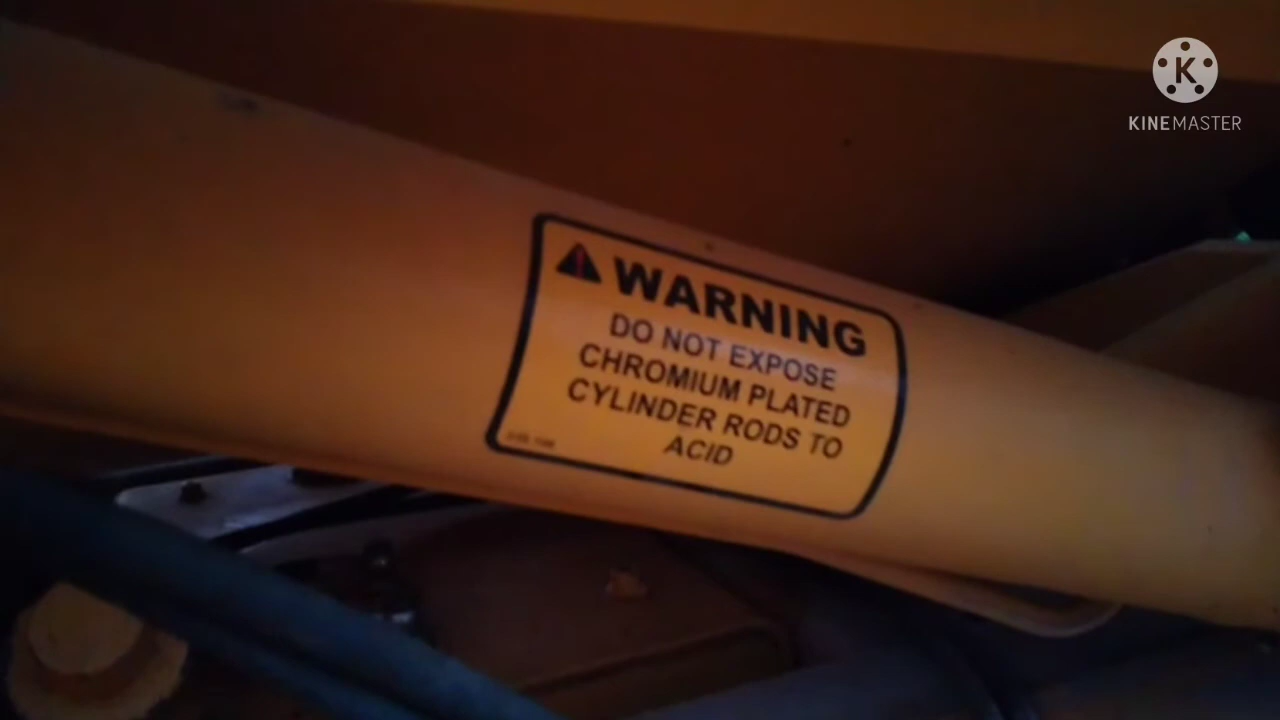 K
KINEMASTER
WARNING
DO NOT EXPOSE
CHROMIUM PLATED
CYLINDER RODS TO
ACID